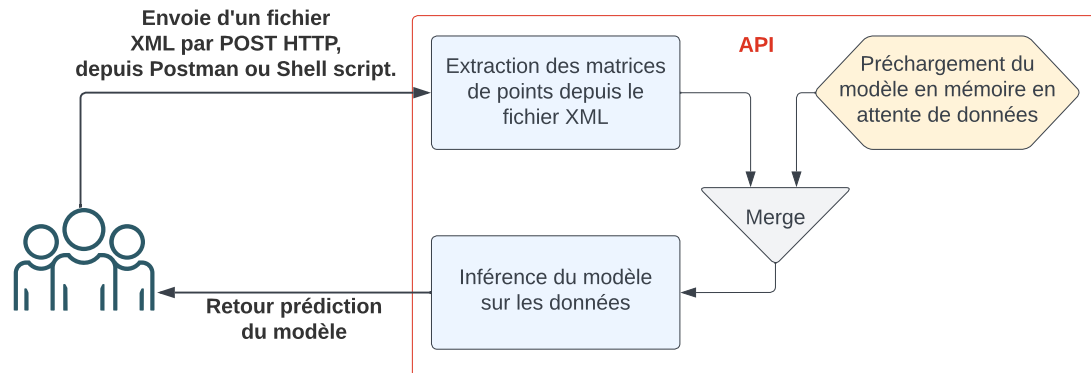 Envoie d'un fichier
XML par POST HTTP,
depuis Postman ou Shell script.
API
Extraction des matrices
de points depuis le
fichier XML
Préchargement du
modèle en mémoire en
attente de données
Merge
Inférence du modèle
sur les données
Retour prédiction
du modèle